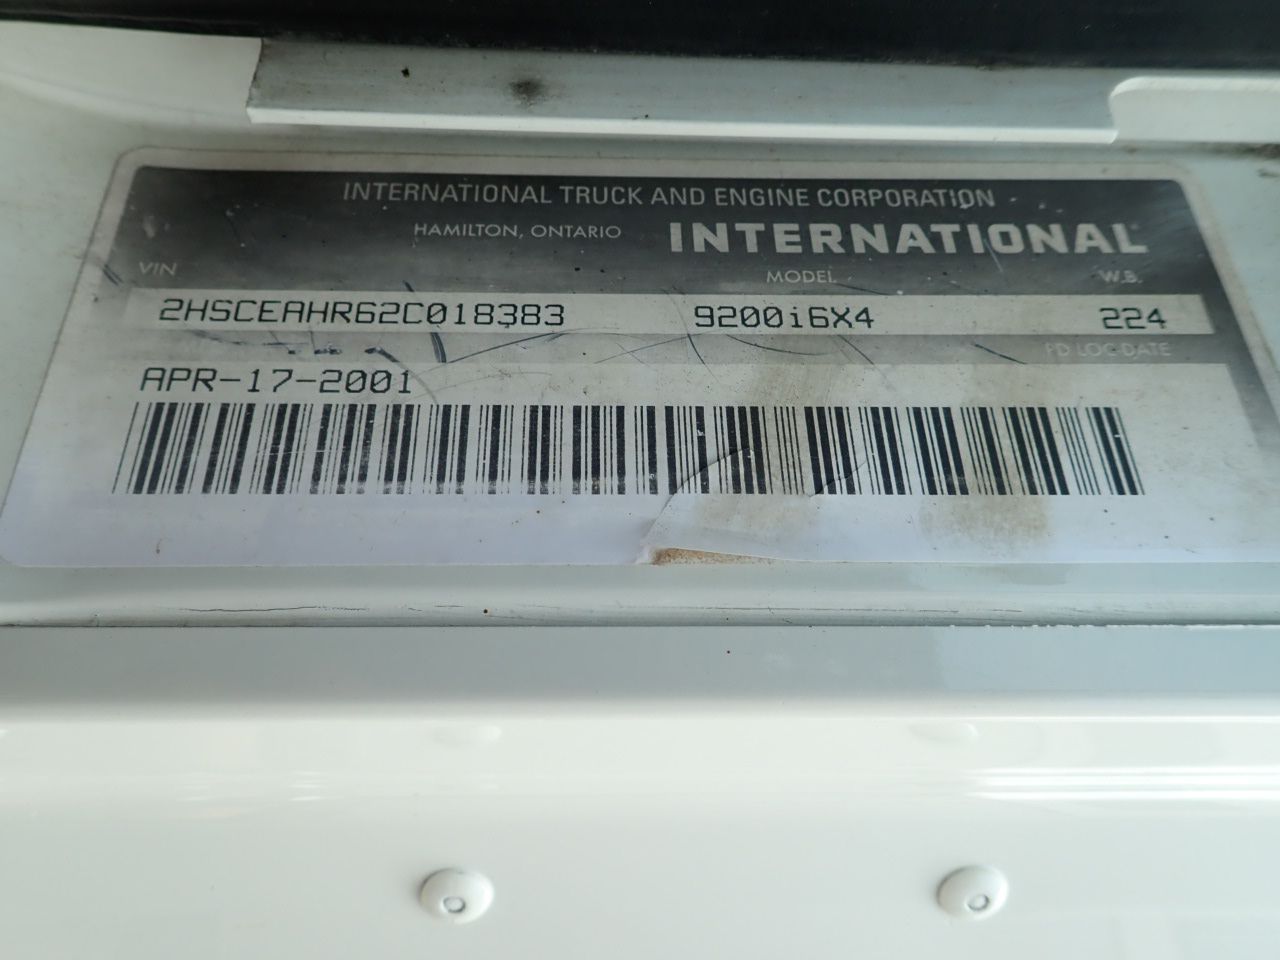 INTERNATIONAL TRUCK AND ENGINE CORPORATION
HAMILTON, ONTARIO INTERNATIONAL
VIN MODEL W.B.
2HSCEAHR62C018383 9200i6X4 224
PD LOC DATE
APR-17-2001